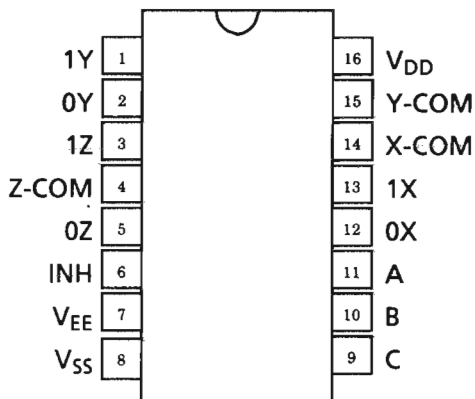 1Y 1 16 VDD
0Y 2 15 Y-COM
1Z 3 14 X-COM
Z-COM 4 13 1X
0Z 5 12 0X
INH 6 11 A
VEE 7 10 B
VSS 8 9 C